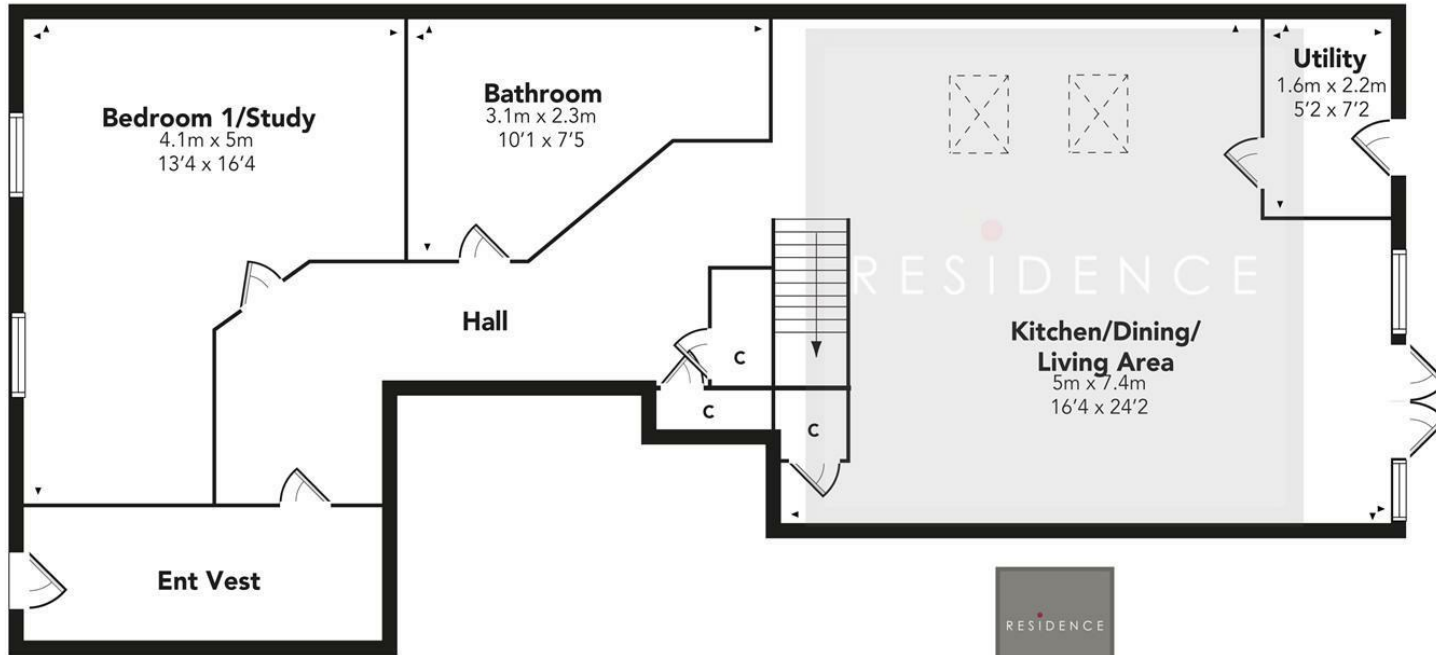 Bedroom 1/Study
4.1m x 5m
13'4 x 16'4
Bathroom
3.1m x 2.3m
10'1 x 7'5
Utility
1.6m x 2.2m
5'2 x 7'2
Hall
C
C
C
RESIDENCE
Kitchen/Dining/
Living Area
5m x 7.4m
16'4 x 24'2
Ent Vest
RESIDENCE